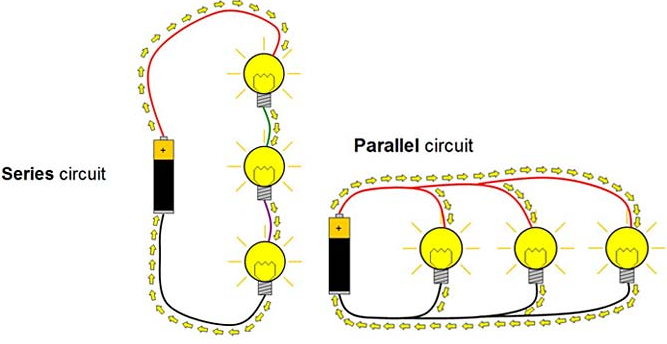 Series circuit
Parallel circuit
+
+